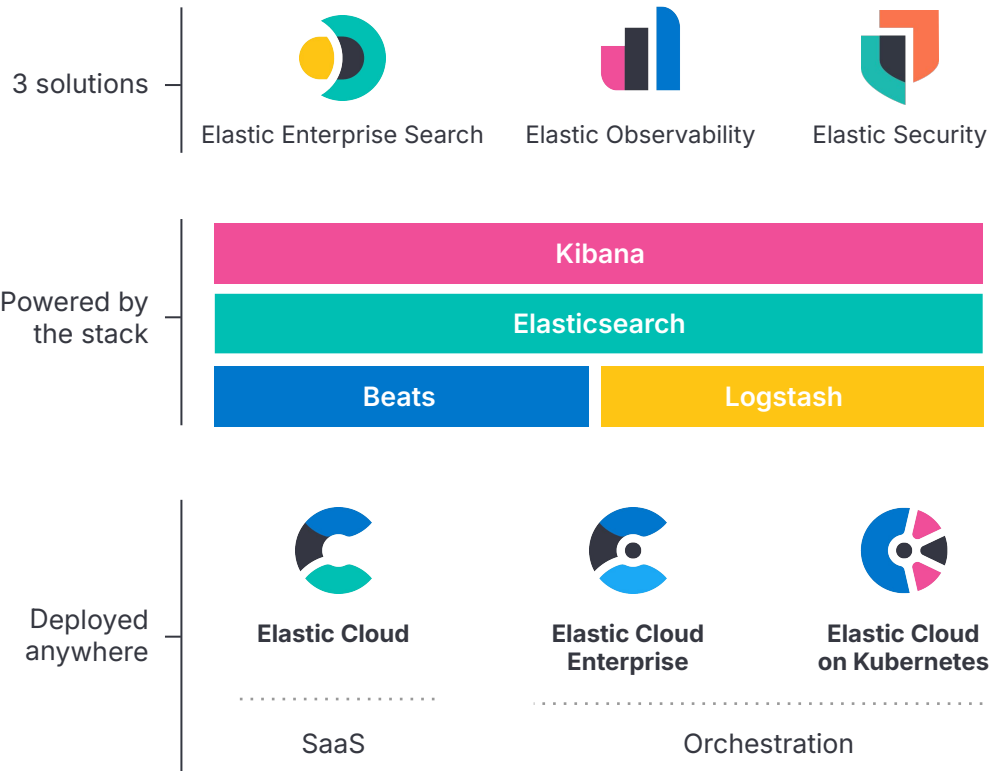 3 solutions
Elastic Enterprise Search
Elastic Observability
Elastic Security
Powered by
the stack
Kibana
Elasticsearch
Beats
Logstash
Deployed
anywhere
Elastic Cloud
Elastic Cloud
Enterprise
Elastic Cloud
on Kubernetes
SaaS
Orchestration